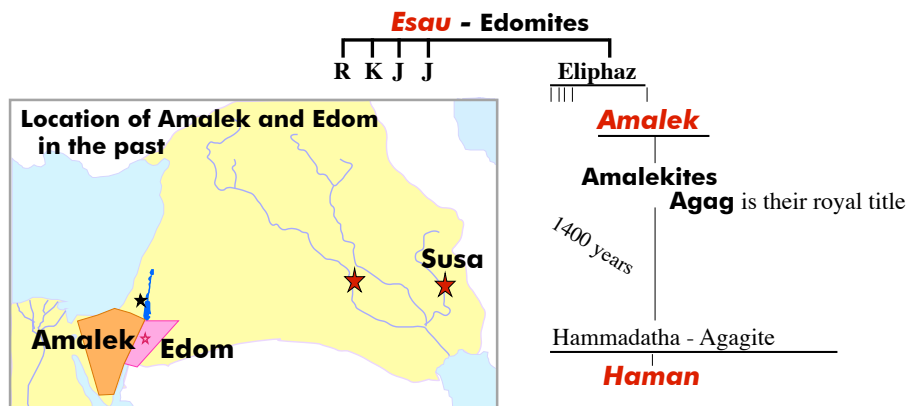 Esau - Edomites
R K J J
Eliphaz
Location of Amalek and Edom
in the past
Amalek
Amalekites
Agag is their royal title
1400 years
Susa
Amalek
Edom
Hammadatha - Agagite
Haman